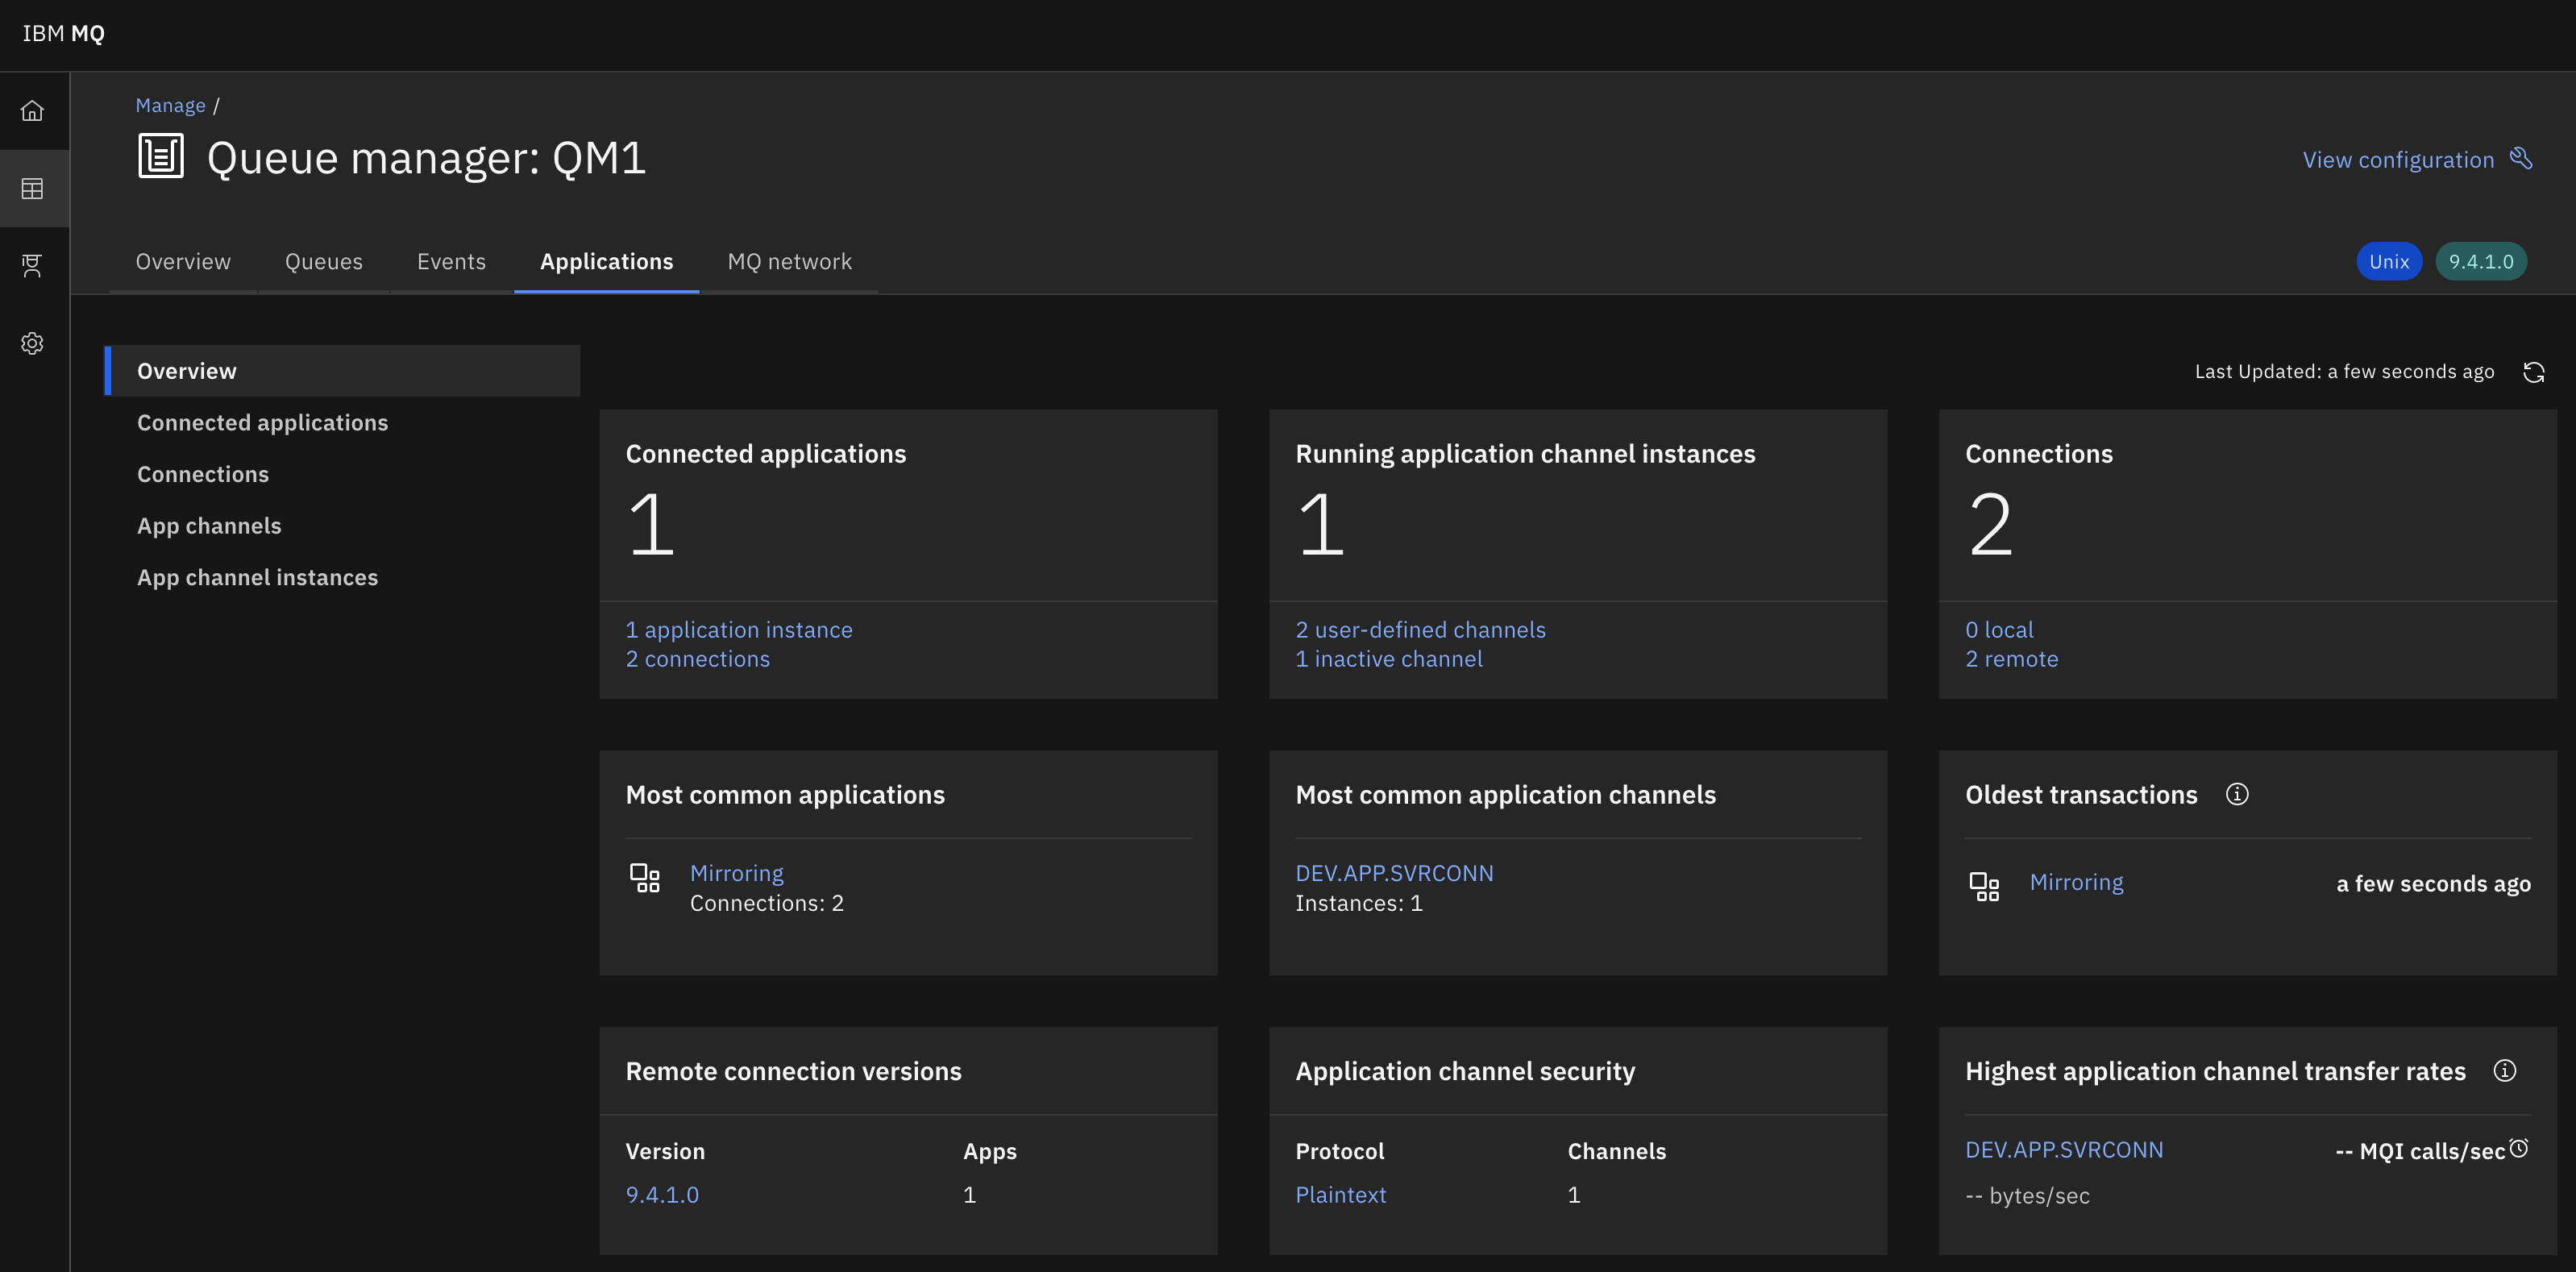 IBM MQ
Manage /
Queue manager: QM1
View configuration
Overview Queues Events Applications MQ network
Unix 9.4.1.0
Overview
Connected applications
Connections
App channels
App channel instances
Last Updated: a few seconds ago
Connected applications
1
1 application instance
2 connections
Running application channel instances
1
2 user-defined channels
1 inactive channel
Connections
2
0 local
2 remote
Most common applications
Mirroring
Connections: 2
Most common application channels
DEV.APP.SVRCONN
Instances: 1
Oldest transactions
Mirroring a few seconds ago
Remote connection versions
Version Apps
9.4.1.0 1
Application channel security
Protocol Channels
Plaintext 1
Highest application channel transfer rates
DEV.APP.SVRCONN -- MQI calls/sec
-- bytes/sec